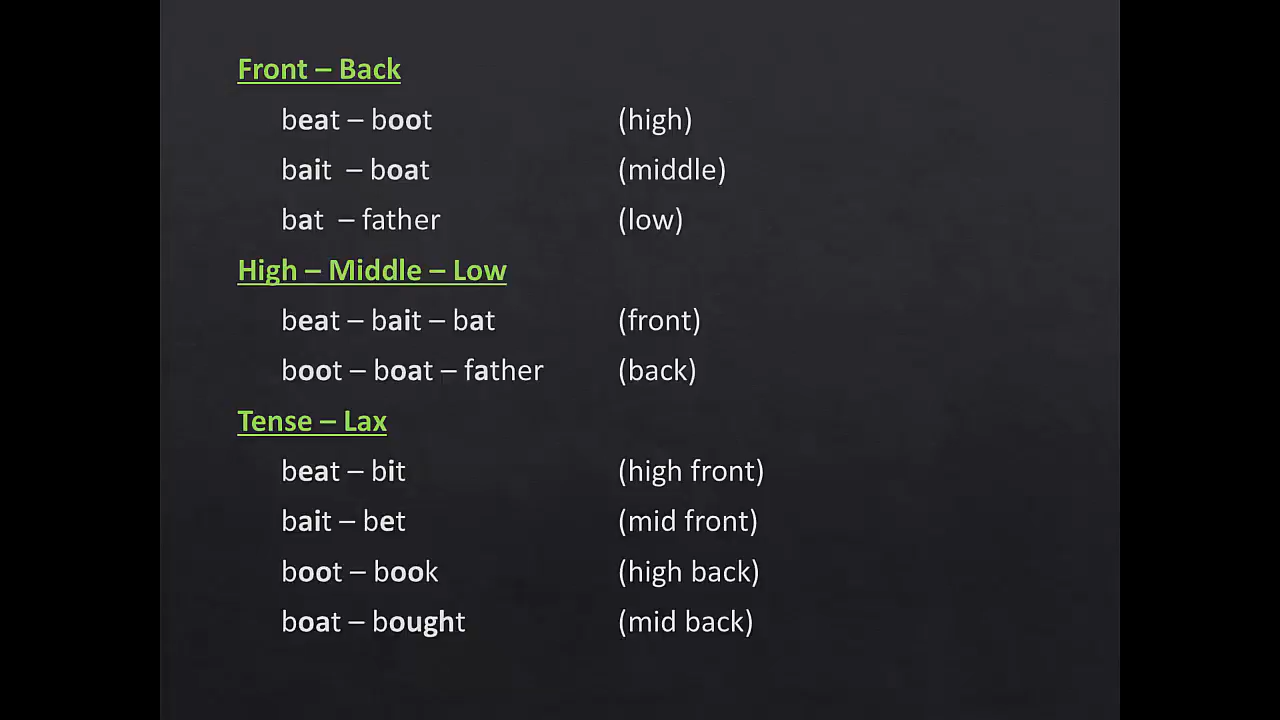 Front – Back
beat – boot (high)
bait – boat (middle)
bat – father (low)
High – Middle – Low
beat – bait – bat (front)
boot – boat – father (back)
Tense – Lax
beat – bit (high front)
bait – bet (mid front)
boot – book (high back)
boat – bought (mid back)